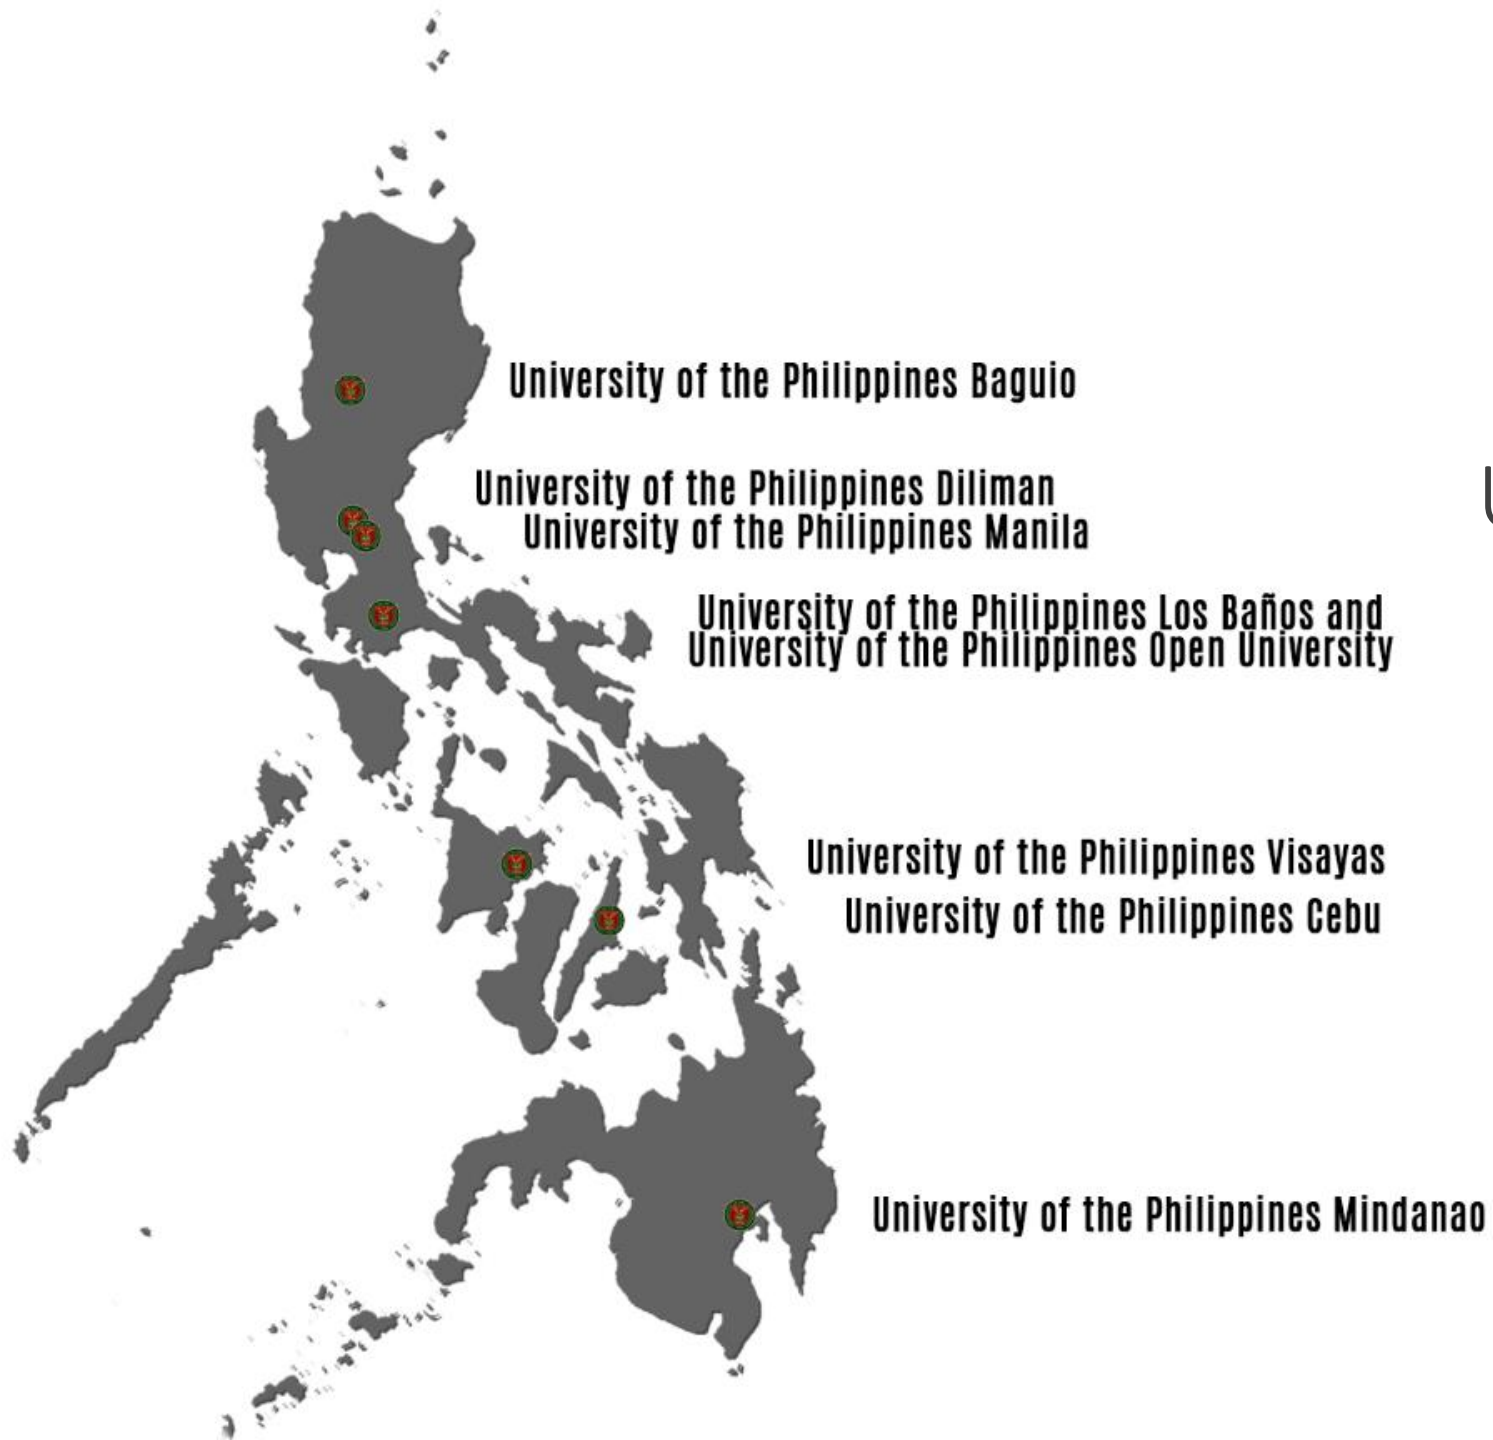 University of the Philippines Baguio
University of the Philippines Diliman
University of the Philippines Manila
University of the Philippines Los Baños and
University of the Philippines Open University
University of the Philippines Visayas
University of the Philippines Cebu
University of the Philippines Mindanao